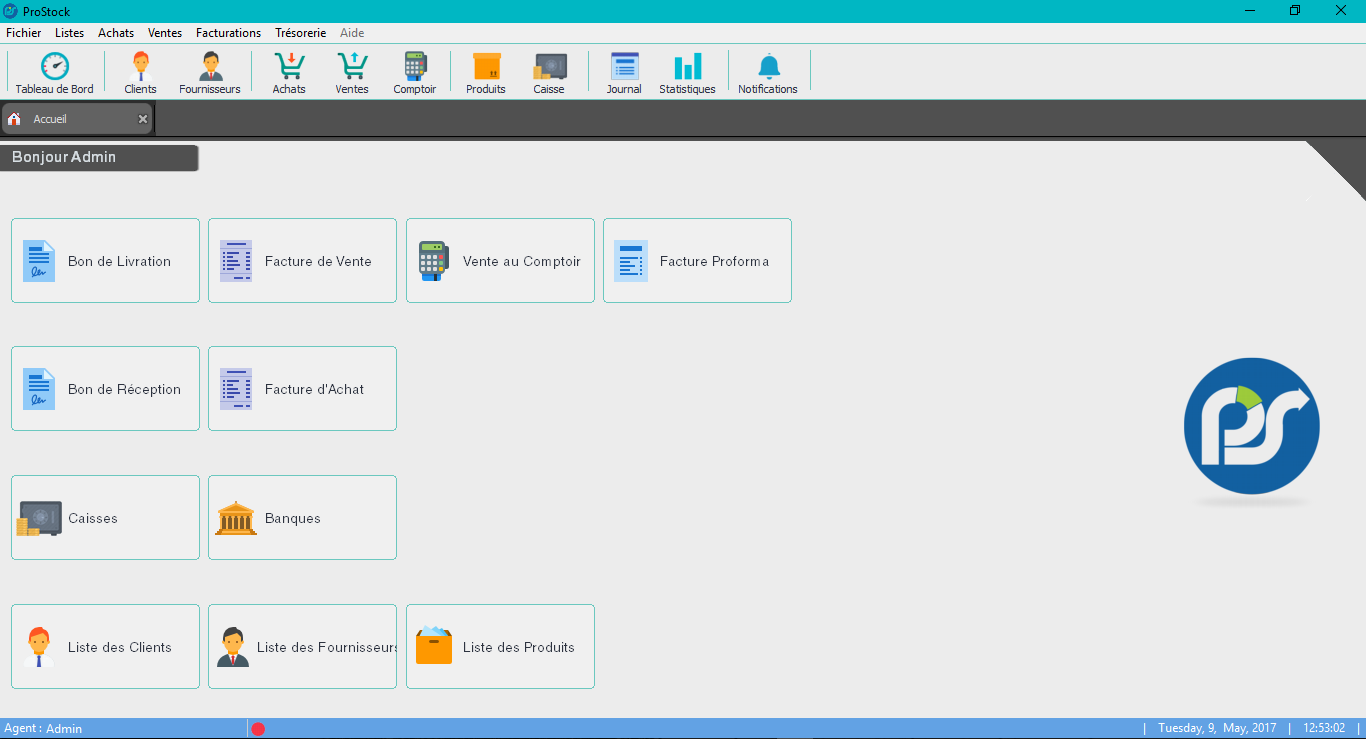 ProStock
Fichier Listes Achats Ventes Facturations Trésorerie Aide
Tableau de Bord Clients Fournisseurs Achats Ventes Comptoir Produits Caisse Journal Statistiques Notifications
Accueil
Bonjour Admin
Bon de Livration Facture de Vente Vente au Comptoir Facture Proforma
Bon de Réception Facture d'Achat
Caisses Banques
Liste des Clients Liste des Fournisseurs Liste des Produits
Agent : Admin | Tuesday, 9, May, 2017 | 12:53:02 |